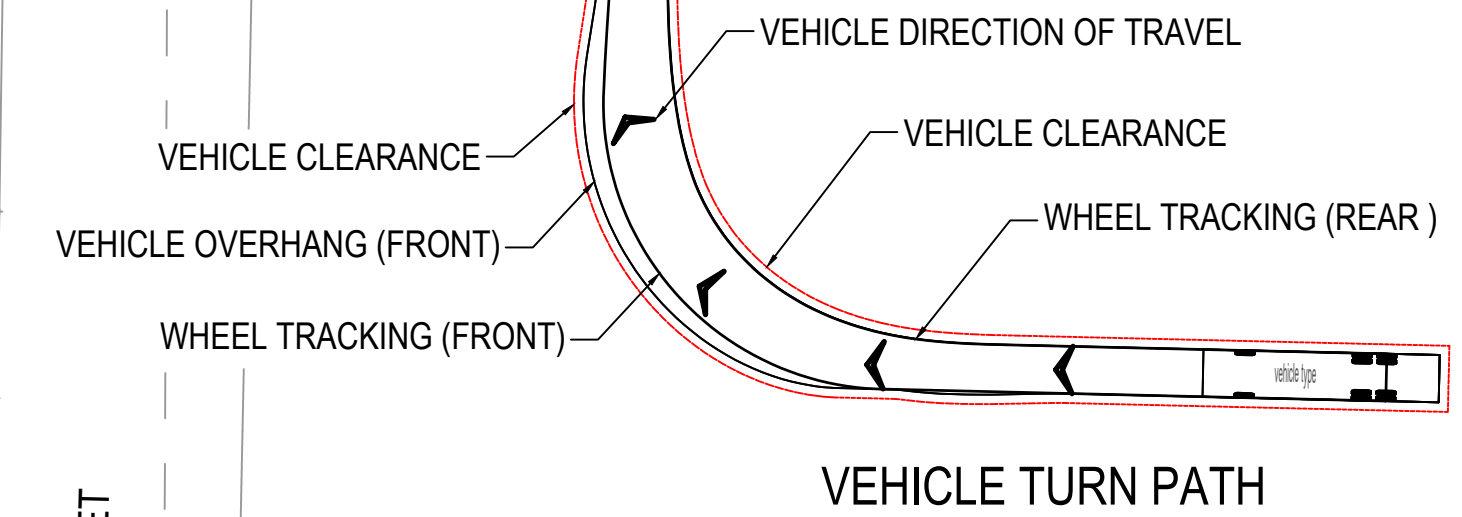 VEHICLE DIRECTION OF TRAVEL
VEHICLE CLEARANCE
VEHICLE CLEARANCE
VEHICLE OVERHANG (FRONT)
WHEEL TRACKING (REAR )
WHEEL TRACKING (FRONT)
vehicle type
VEHICLE TURN PATH